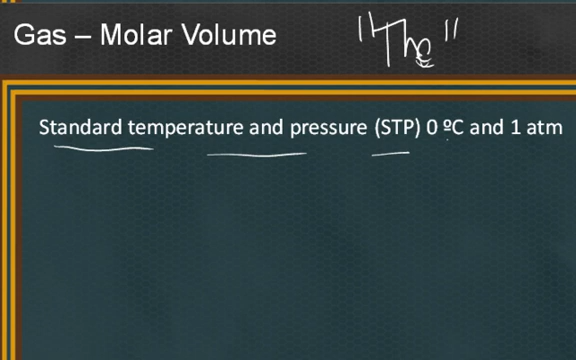 Gas – Molar Volume "The"
Standard temperature and pressure (STP) 0 ºC and 1 atm